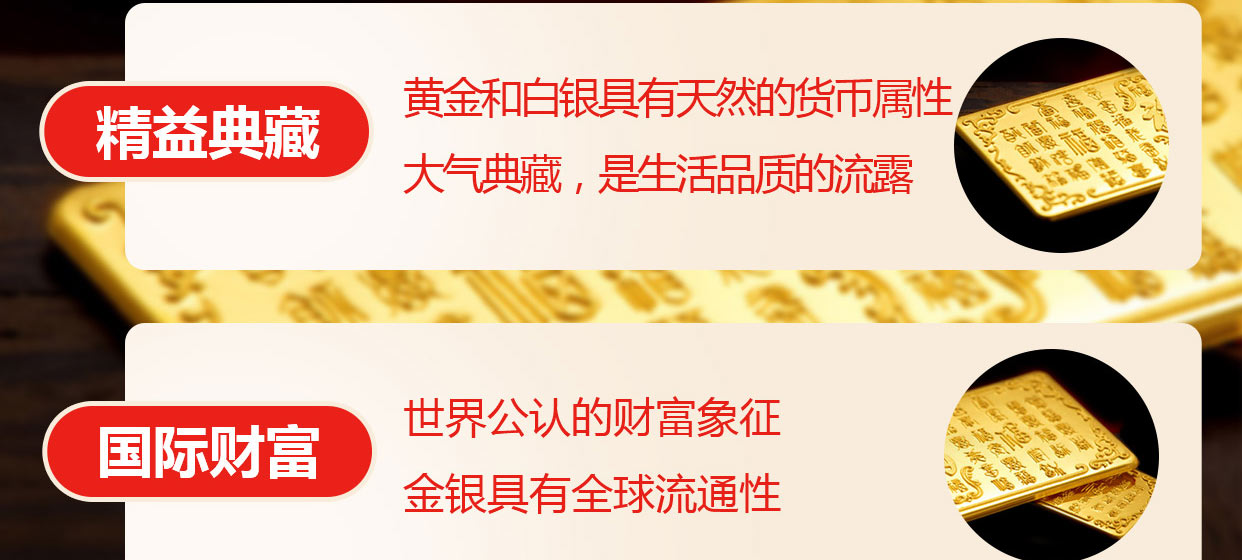 精益典藏
黄金和白银具有天然的货币属性
大气典藏，是生活品质的流露
国际财富
世界公认的财富象征
金银具有全球流通性